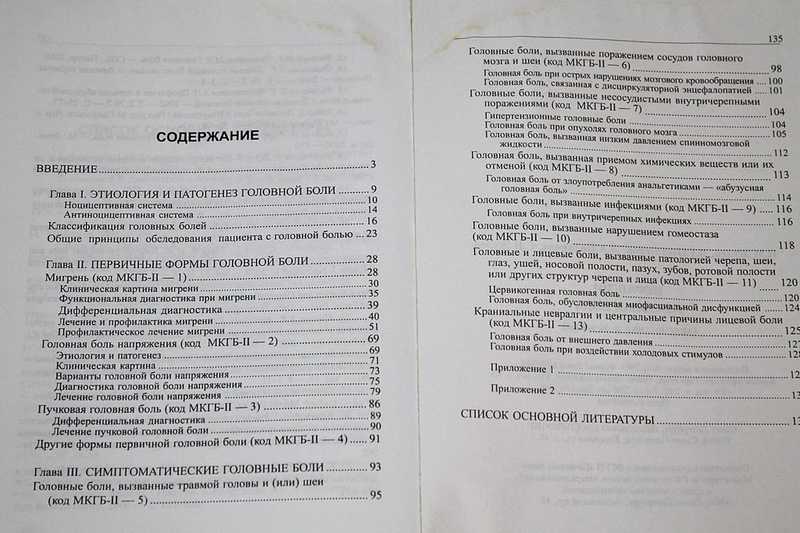 СОДЕРЖАНИЕ
ВВЕДЕНИЕ 3
Глава I. ЭТИОЛОГИЯ И ПАТОГЕНЕЗ ГОЛОВНОЙ БОЛИ 9
Ноцицептивная система 10
Антиноцицептивная система 14
Классификация головных болей 16
Общие принципы обследования пациента с головной болью 23
Глава II. ПЕРВИЧНЫЕ ФОРМЫ ГОЛОВНОЙ БОЛИ 28
Мигрень (код МКГБ-II — 1) 28
Клиническая картина мигрени 30
Функциональная диагностика при мигрени 35
Дифференциальная диагностика 39
Лечение и профилактика мигрени 40
Профилактическое лечение мигрени 51
Головная боль напряжения (код МКГБ-II — 2) 69
Этиология и патогенез 69
Клиническая картина 71
Варианты головной боли напряжения 73
Диагностика головной боли напряжения 75
Лечение головной боли напряжения 79
Пучковая головная боль (код МКГБ-II — 3) 86
Дифференциальная диагностика 89
Лечение пучковой головной боли 90
Другие формы первичной головной боли (код МКГБ-II — 4) 91
Глава III. СИМПТОМАТИЧЕСКИЕ ГОЛОВНЫЕ БОЛИ 93
Головные боли, вызванные травмой головы и (или) шеи
(код МКГБ-II — 5) 95
135
Головные боли, вызванные поражением сосудов головного
мозга и шеи (код МКГБ-II — 6) 98
Головная боль при острых нарушениях мозгового кровообращения 100
Головная боль, связанная с дисциркуляторной энцефалопатией 101
Головные боли, вызванные несосудистыми внутричерепными
поражениями (код МКГБ-II — 7) 104
Гипертензионные головные боли 104
Головная боль при опухолях головного мозга 105
Головная боль, вызванная низким давлением спинномозговой
жидкости 112
Головная боль, вызванная приемом химических веществ или их
отменой (код МКГБ-II — 8) 113
Головная боль от злоупотребления анальгетиками — «абузусная
головная боль» 114
Головные боли, вызванные инфекциями (код МКГБ-II — 9) 116
Головная боль при внутричерепных инфекциях 116
Головные боли, вызванные нарушением гомеостаза
(код МКГБ-II — 10) 118
Головные и лицевые боли, вызванные патологией черепа, шеи,
глаз, ушей, носовой полости, пазух, зубов, ротовой полости
или других структур черепа и лица (код МКГБ-II — 11) 120
Цервикогенная головная боль 120
Головная боль, обусловленная миофасциальной дисфункцией 124
Краниальные невралгии и центральные причины лицевой боли
(код МКГБ-II — 13) 125
Головная боль от внешнего давления
Головная боль при воздействии холодовых стимулов
Приложение 1
Приложение 2
СПИСОК ОСНОВНОЙ ЛИТЕРАТУРЫ